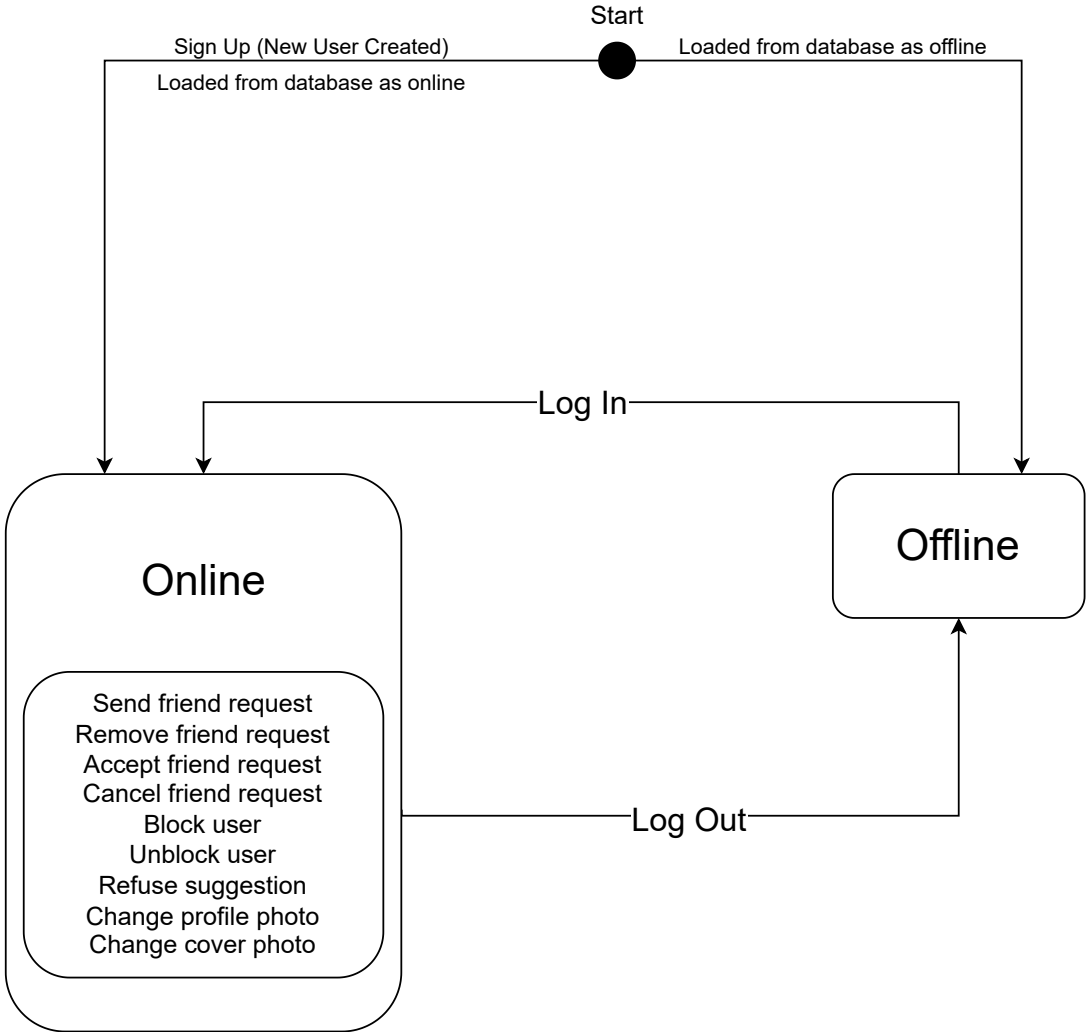 Start
Sign Up (New User Created)
Loaded from database as offline
Loaded from database as online
Log In
Online
Offline
Send friend request
Remove friend request
Accept friend request
Cancel friend request
Block user
Unblock user
Refuse suggestion
Change profile photo
Change cover photo
Log Out